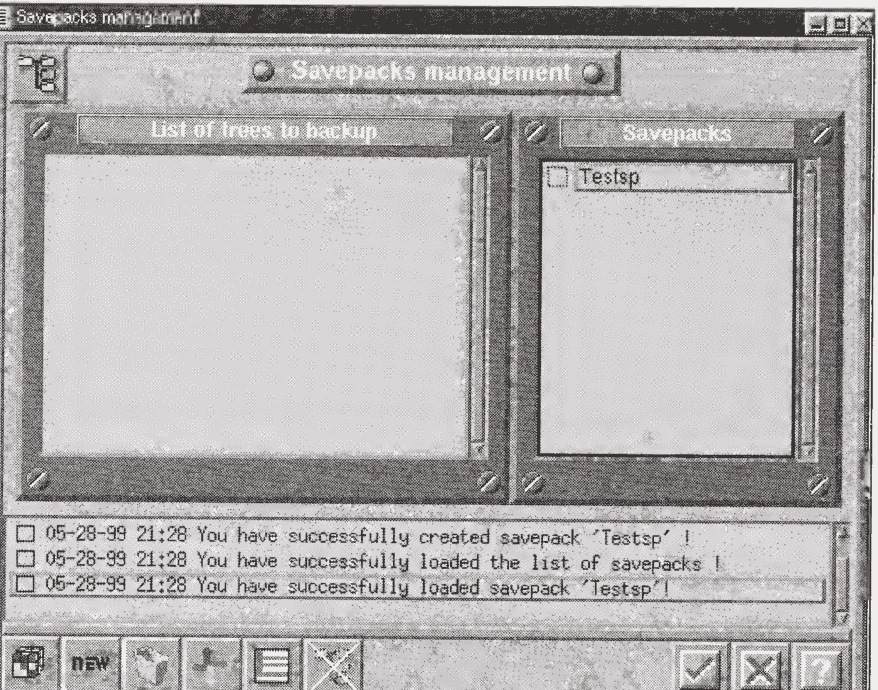 Savepacks management
Savepacks management
List of trees to backup
Savepacks
Testsp
05-28-99 21:28 You have successfully created savepack 'Testsp' !
05-28-99 21:28 You have successfully loaded the list of savepacks !
05-28-99 21:28 You have successfully loaded savepack 'Testsp'!
NEW
?